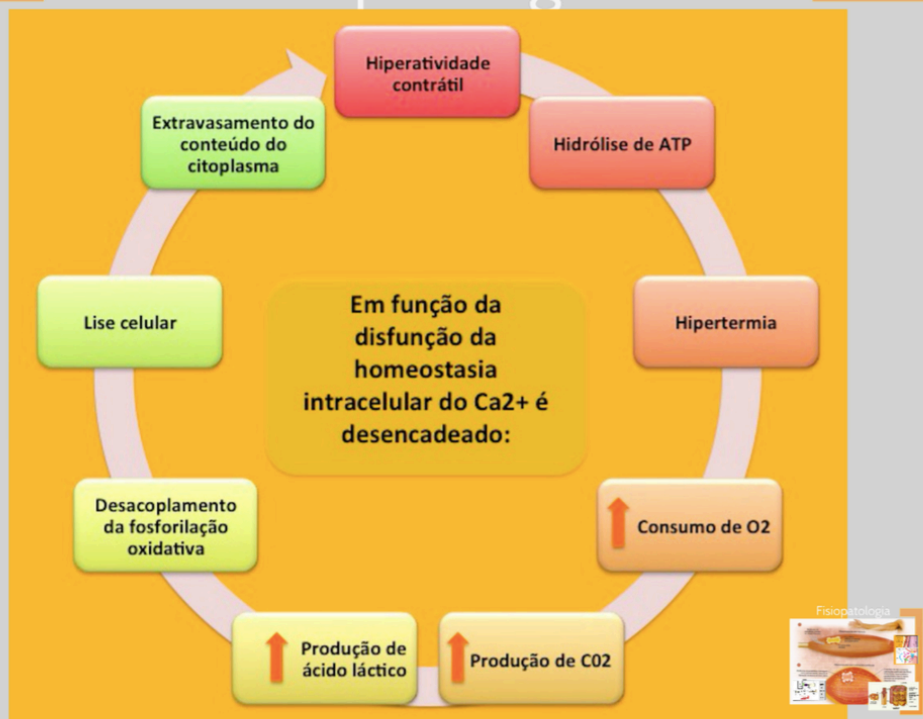 Hiperatividade
contrátil
Hidrólise de ATP
Hipertermia
Consumo de O2
Produção de C02
Produção de
ácido láctico
Desacoplamento
da fosforilação
oxidativa
Lise celular
Extravasamento do
conteúdo do
citoplasma
Em função da
disfunção da
homeostasia
intracelular do Ca2+ é
desencadeado:
Fisiopatologia